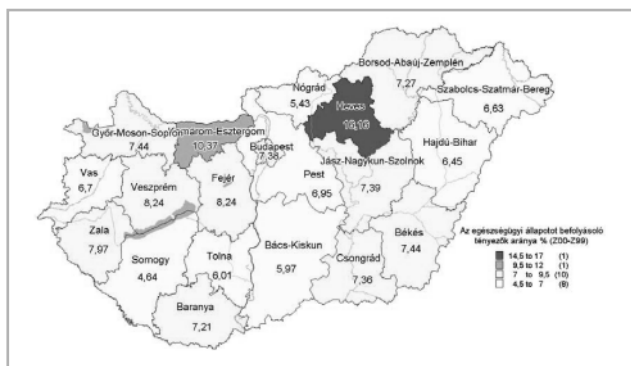 Borsod-Abaúj-Zemplén
7,27
Nógrád
5,43
Szabolcs-Szatmár-Bereg
6,63
Heves
16,16
Győr-Moson-Sopron
7,44
marom-Esztergom
10,37
Budapest
7,38
Hajdú-Bihar
6,45
Jász-Nagykun-Szolnok
7,39
Vas
6,7
Veszprém
8,24
Fejér
8,24
Pest
6,95
Zala
7,97
Somogy
4,64
Tolna
6,01
Bács-Kiskun
5,97
Békés
7,44
Csongrád
7,36
Baranya
7,21
Az egészségügyi állapotot befolyásoló
tényezők aránya % (Z00-Z99)
14,5 to 17 (1)
9,5 to 12 (1)
7 to 9,5 (10)
4,5 to 7 (8)